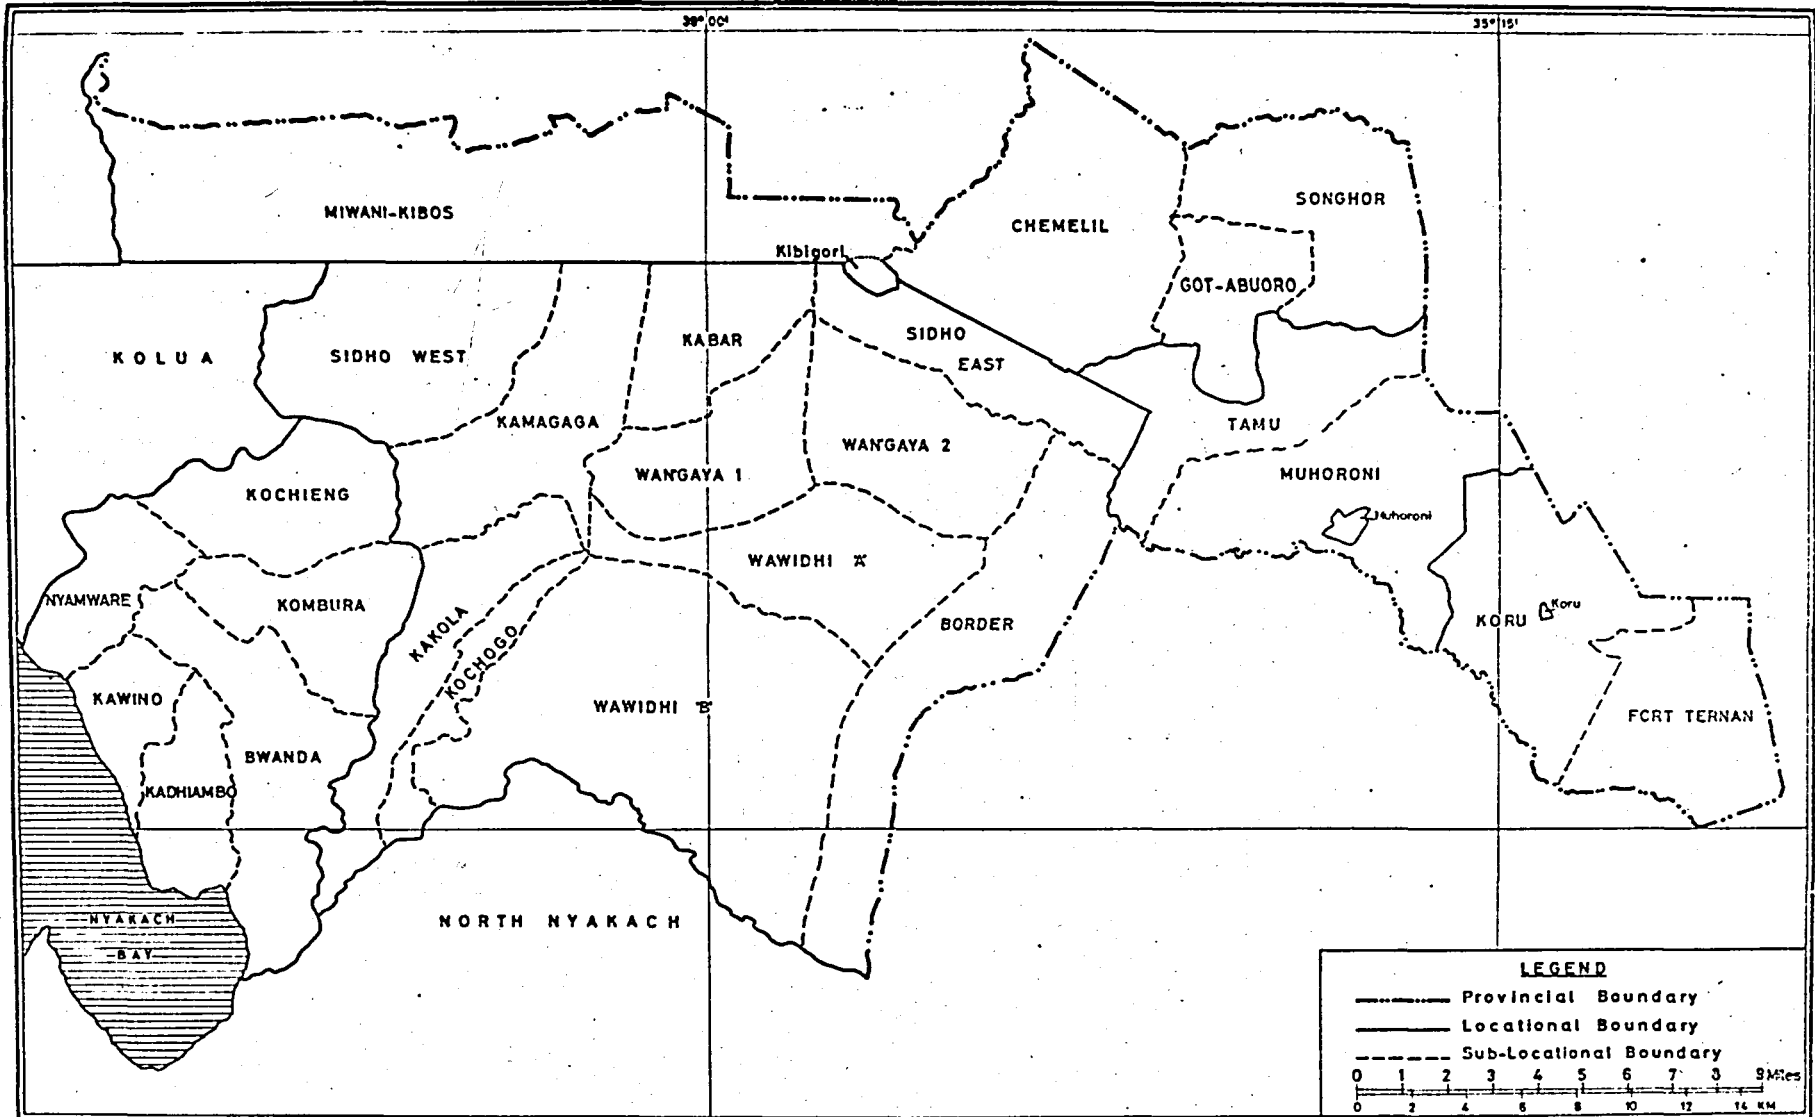 39° 00'
35° 15'
MIWANI-KIBOS
SONGHOR
CHEMELIL
Kibigori
GOT-ABUORO
SIDHO
EAST
KABAR
KOLUA
SIDHO WEST
KAMAGAGA
TAMU
WANGAYA 2
WANGAYA 1
MUHORONI
KOCHIENG
Muhoroni
WAWIDHI "A"
NYAMWARE
KOMBURA
KAKOLA
KOCHOGO
BORDER
KORU
Koru
KAWINO
WAWIDHI "B"
FORT TERNAN
BWANDA
KADHIAMBO
NYAKACH
BAY
NORTH NYAKACH
LEGEND
Provincial Boundary
Locational Boundary
Sub-Locational Boundary
0 1 2 3 4 5 6 7 8 9 Miles
0 2 4 6 8 10 12 14 KM